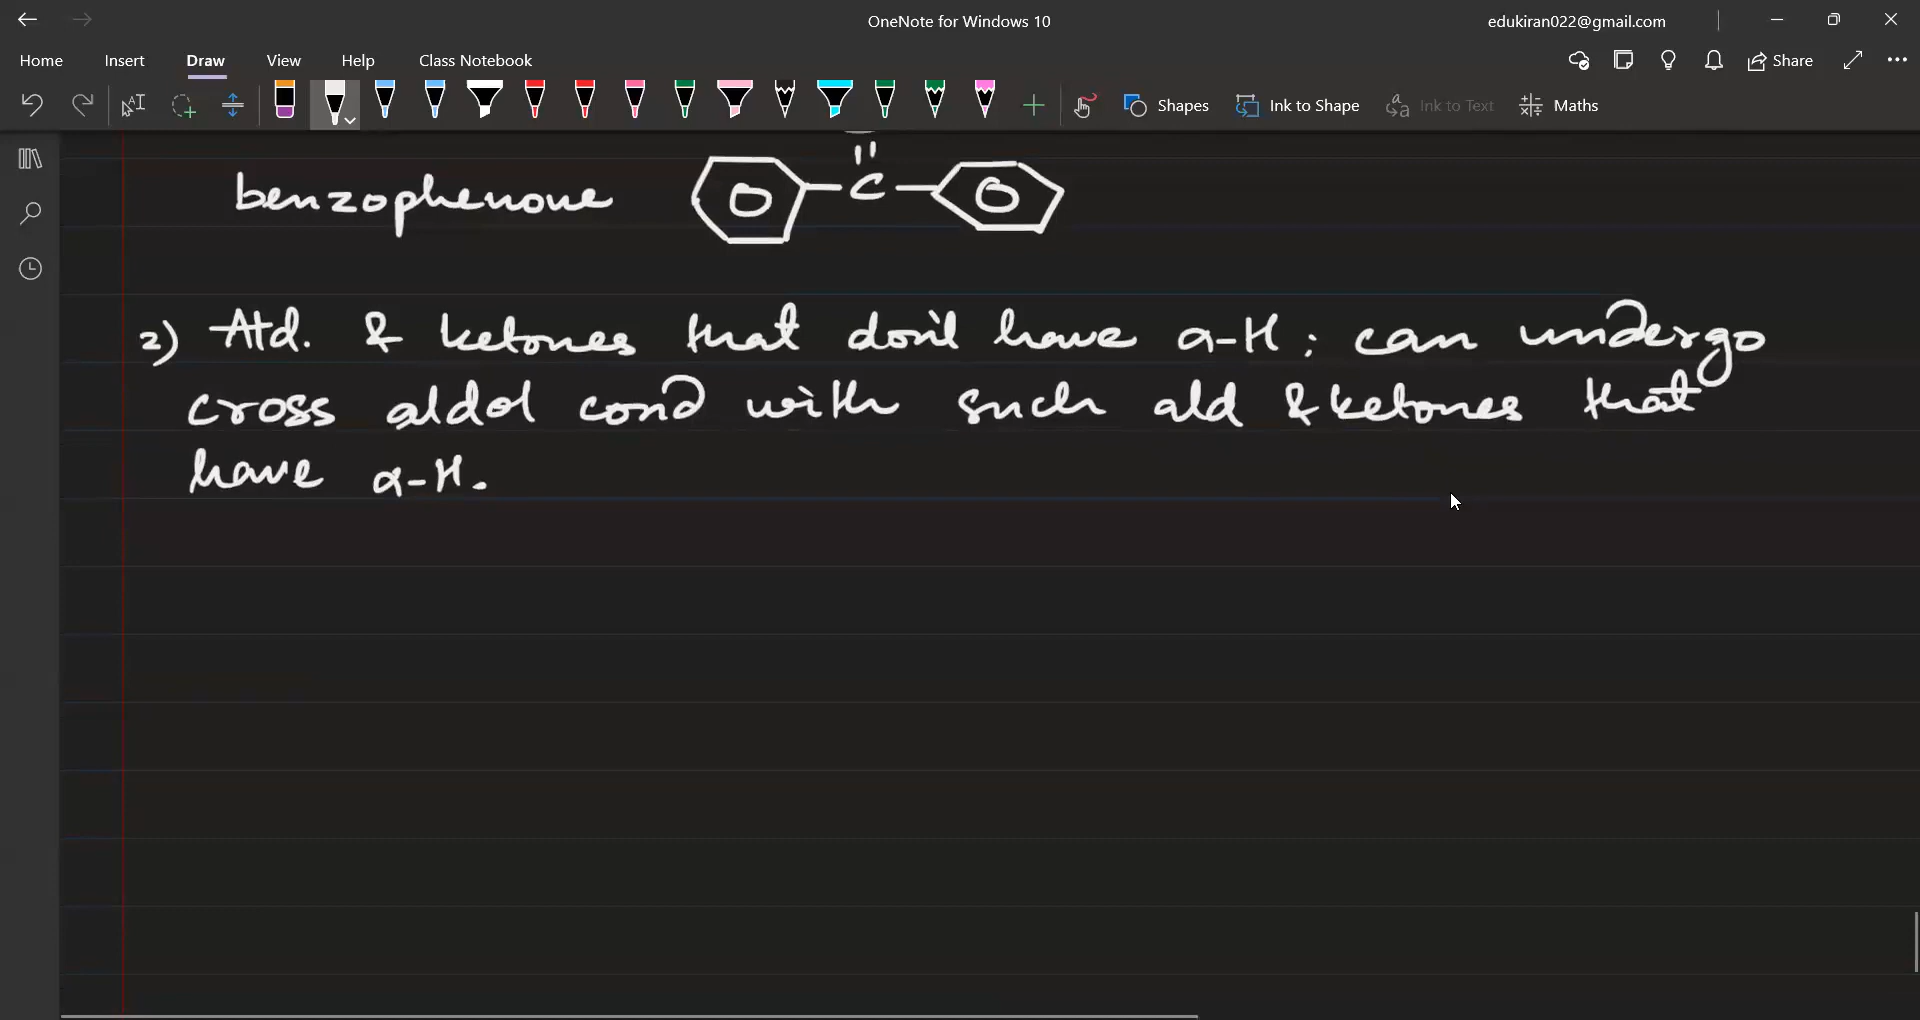 OneNote for Windows 10
edukiran022@gmail.com
Home Insert Draw View Help Class Notebook
Share
Shapes Ink to Shape Ink to Text Maths
benzophenone
C
2) Ald. & ketones that don't have α-H; can undergo
cross aldol cond with such ald & ketones that
have α-H.